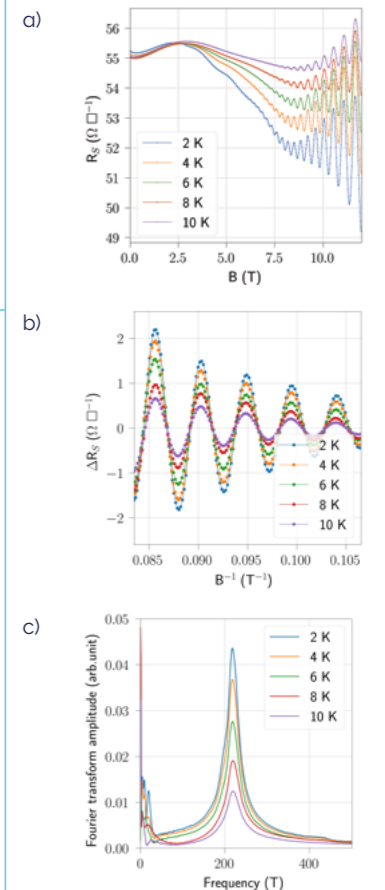 a)
56
55
54
53
52
51
50
49
R_S (Ω □⁻¹)
2 K
4 K
6 K
8 K
10 K
0.0 2.5 5.0 7.5 10.0
B (T)
b)
2
1
0
−1
−2
ΔR_S (Ω □⁻¹)
2 K
4 K
6 K
8 K
10 K
0.085 0.090 0.095 0.100 0.105
B⁻¹ (T⁻¹)
c)
0.05
0.04
0.03
0.02
0.01
0.00
Fourier transform amplitude (arb.unit)
2 K
4 K
6 K
8 K
10 K
0 200 400
Frequency (T)